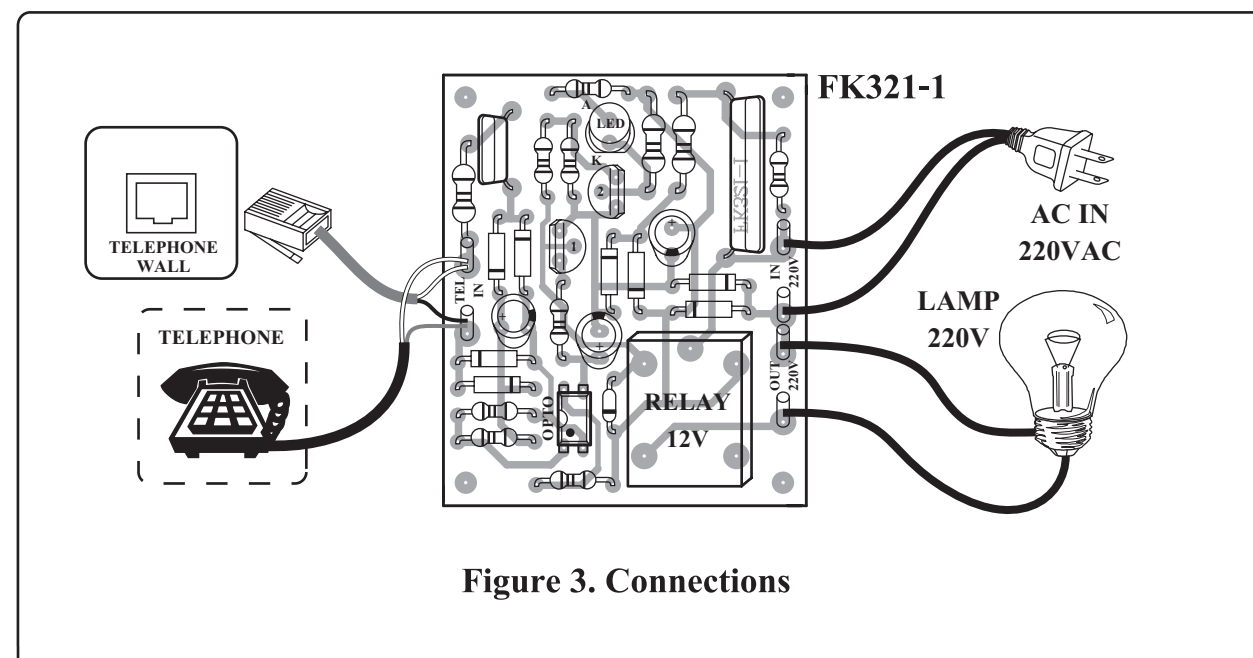 FK321-1
TELEPHONE
WALL
TELEPHONE
A
LED
K
2
1
TEL
IN
+
+
+
OPTO
RELAY
12V
IN
220V
OUT
220V
AC IN
220VAC
LAMP
220V
Figure 3. Connections